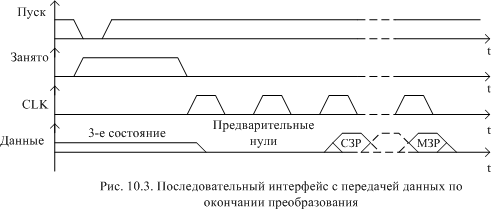 Пуск
t
Занято
t
CLK
t
Данные
3-е состояние
Предварительные
нули
СЗР
МЗР
t
Рис. 10.3. Последовательный интерфейс с передачей данных по
окончании преобразования